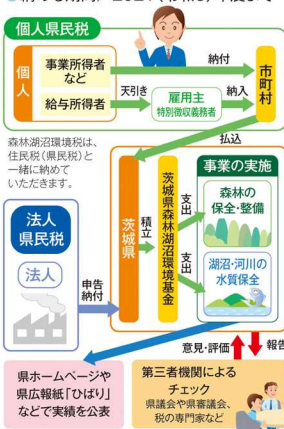 個人県民税
個人
事業所得者
など
納付
給与所得者
天引き
雇用主
特別徴収義務者
納入
市町村
払込
森林湖沼環境税は、
住民税(県民税)と
一緒に納めて
いただきます。
法人
県民税
法人
申告
納付
茨城県
積立
茨城県森林湖沼環境基金
支出
支出
事業の実施
森林の
保全・整備
湖沼・河川の
水質保全
意見・評価
報告
県ホームページや
県広報紙「ひばり」
などで実績を公表
第三者機関による
チェック
県議会や県審議会、
税の専門家など